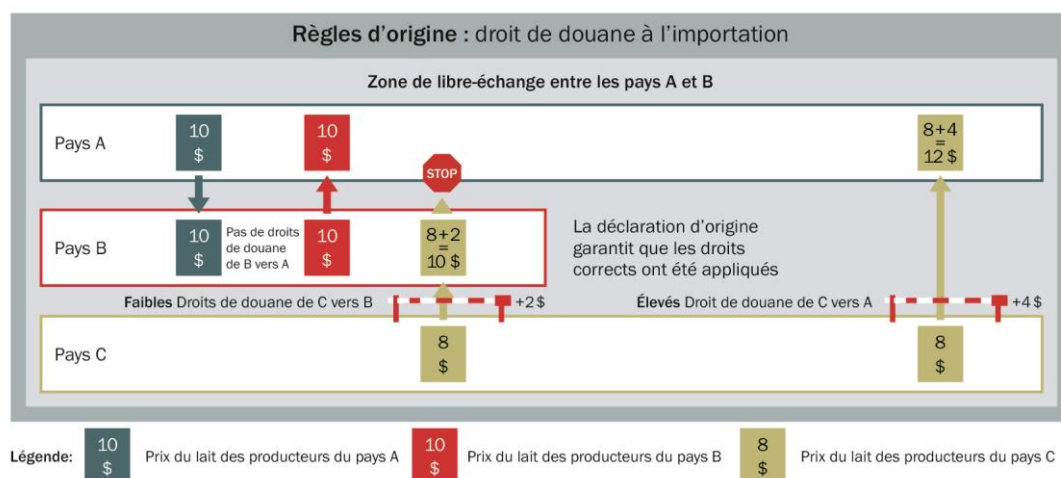 Règles d'origine : droit de douane à l'importation
Zone de libre-échange entre les pays A et B
Pays A
10
$
10
$
8+4
=
12 $
STOP
Pays B
10
$
Pas de droits
de douane
de B vers A
10
$
8+2
=
10 $
La déclaration d'origine
garantit que les droits
corrects ont été appliqués
Faibles Droits de douane de C vers B
+2 $
Élevés Droit de douane de C vers A
+4 $
Pays C
8
$
8
$
Légende:
10
$
Prix du lait des producteurs du pays A
10
$
Prix du lait des producteurs du pays B
8
$
Prix du lait des producteurs du pays C